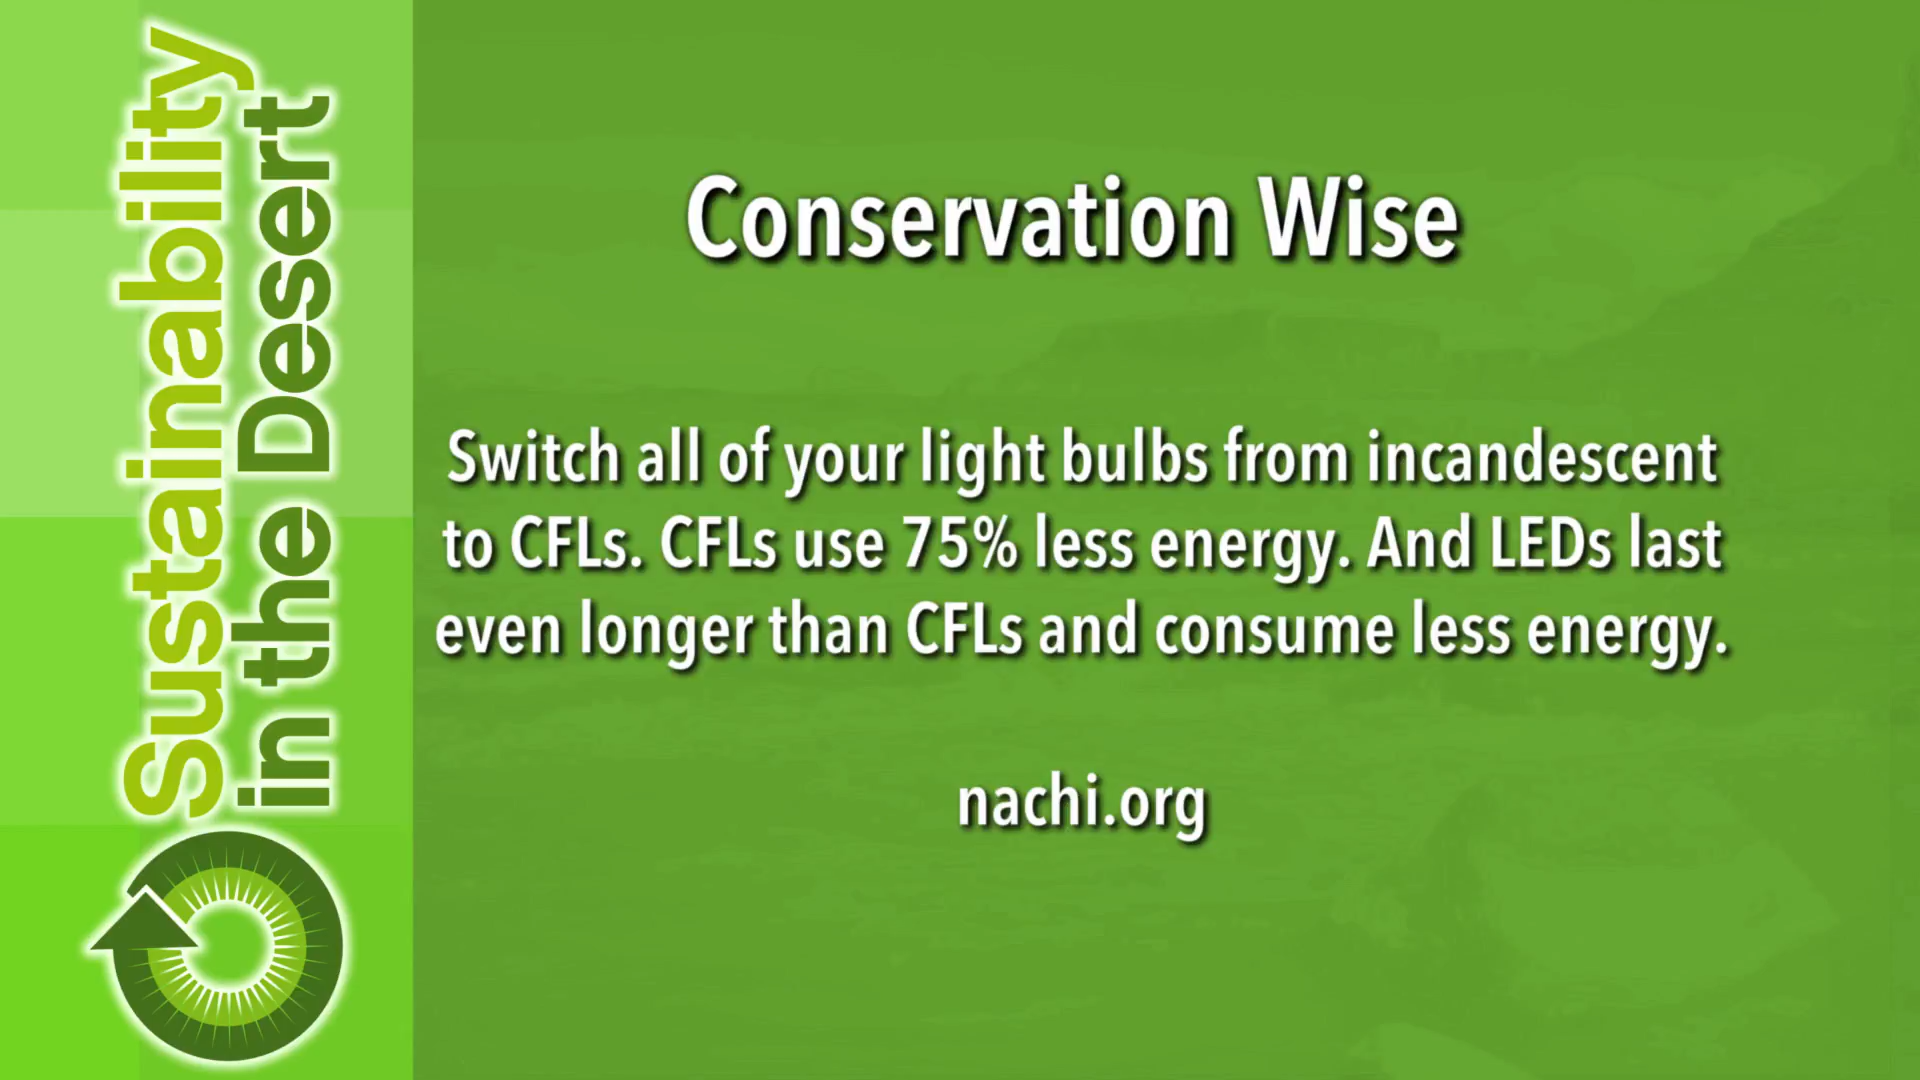 Sustainability
in the Desert
Conservation Wise
Switch all of your light bulbs from incandescent
to CFLs. CFLs use 75% less energy. And LEDs last
even longer than CFLs and consume less energy.
nachi.org